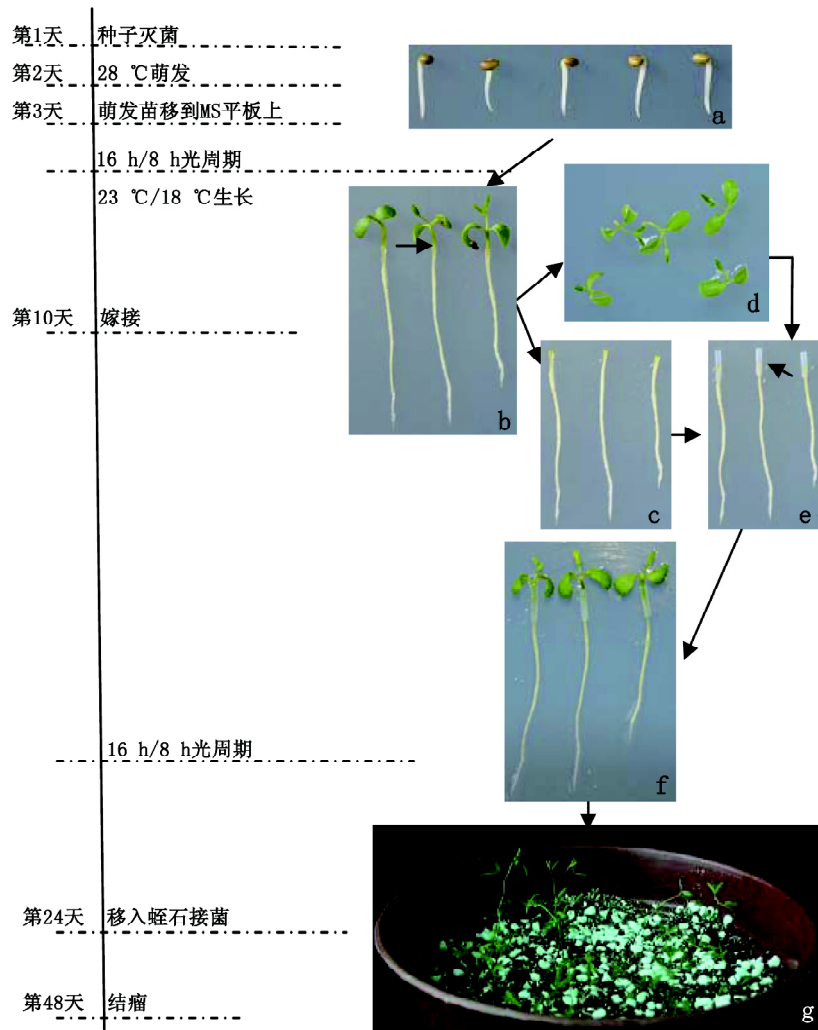 第1天 种子灭菌
第2天 28 ℃萌发
第3天 萌发苗移到MS平板上
16 h/8 h光周期
23 ℃/18 ℃生长
第10天 嫁接
16 h/8 h光周期
第24天 移入蛭石接菌
第48天 结瘤
a
b
d
c
e
f
g